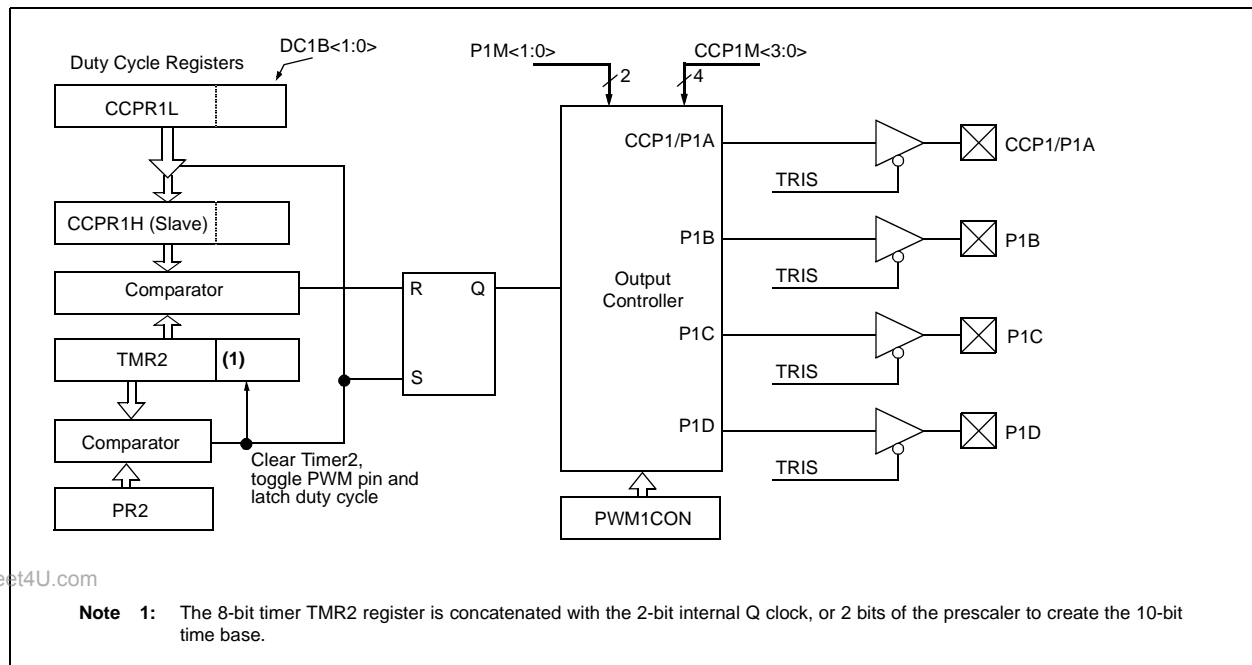 DC1B<1:0>
Duty Cycle Registers
CCPR1L
CCPR1H (Slave)
Comparator
TMR2
(1)
Comparator
PR2
Clear Timer2,
toggle PWM pin and
latch duty cycle
R
Q
S
P1M<1:0>
2
CCP1M<3:0>
4
Output
Controller
CCP1/P1A
P1B
P1C
P1D
PWM1CON
TRIS
CCP1/P1A
TRIS
P1B
TRIS
P1C
TRIS
P1D
eet4U.com
Note 1: The 8-bit timer TMR2 register is concatenated with the 2-bit internal Q clock, or 2 bits of the prescaler to create the 10-bit
time base.